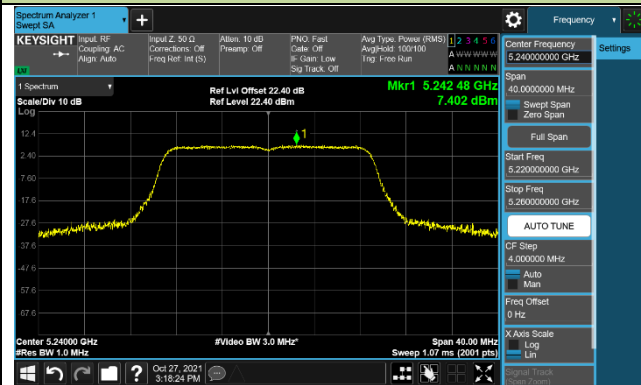 Spectrum Analyzer 1
Swept SA
+
Frequency
KEYSIGHT
Input: RF
Coupling: AC
Align: Auto
Input Z: 50 Ω
Corrections: Off
Freq Ref: Int (S)
Atten: 10 dB
Preamp: Off
PNO: Fast
Gate: Off
IF Gain: Low
Sig Track: Off
Avg Type: Power (RMS)
Avg|Hold: 100/100
Trig: Free Run
1 2 3 4 5 6
A W W W W W
A N N N N N
LXI
1 Spectrum
Scale/Div 10 dB
Log
Ref Lvl Offset 22.40 dB
Ref Level 22.40 dBm
Mkr1 5.242 48 GHz
7.402 dBm
1
12.4
2.40
-7.60
-17.6
-27.6
-37.6
-47.6
-57.6
-67.6
Center 5.24000 GHz
#Res BW 1.0 MHz
#Video BW 3.0 MHz*
Span 40.00 MHz
Sweep 1.07 ms (2001 pts)
Oct 27, 2021
3:18:24 PM
?
Center Frequency
5.240000000 GHz
Settings
Span
40.0000000 MHz
Swept Span
Zero Span
Full Span
Start Freq
5.220000000 GHz
Stop Freq
5.260000000 GHz
AUTO TUNE
CF Step
4.000000 MHz
Auto
Man
Freq Offset
0 Hz
X Axis Scale
Log
Lin
Signal Track
(Span Zoom)